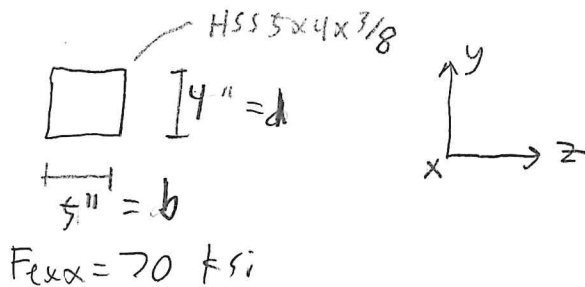 HSS 5x4x3/8
4" = d
y
x
z
5" = b
Fexx = 70 ksi